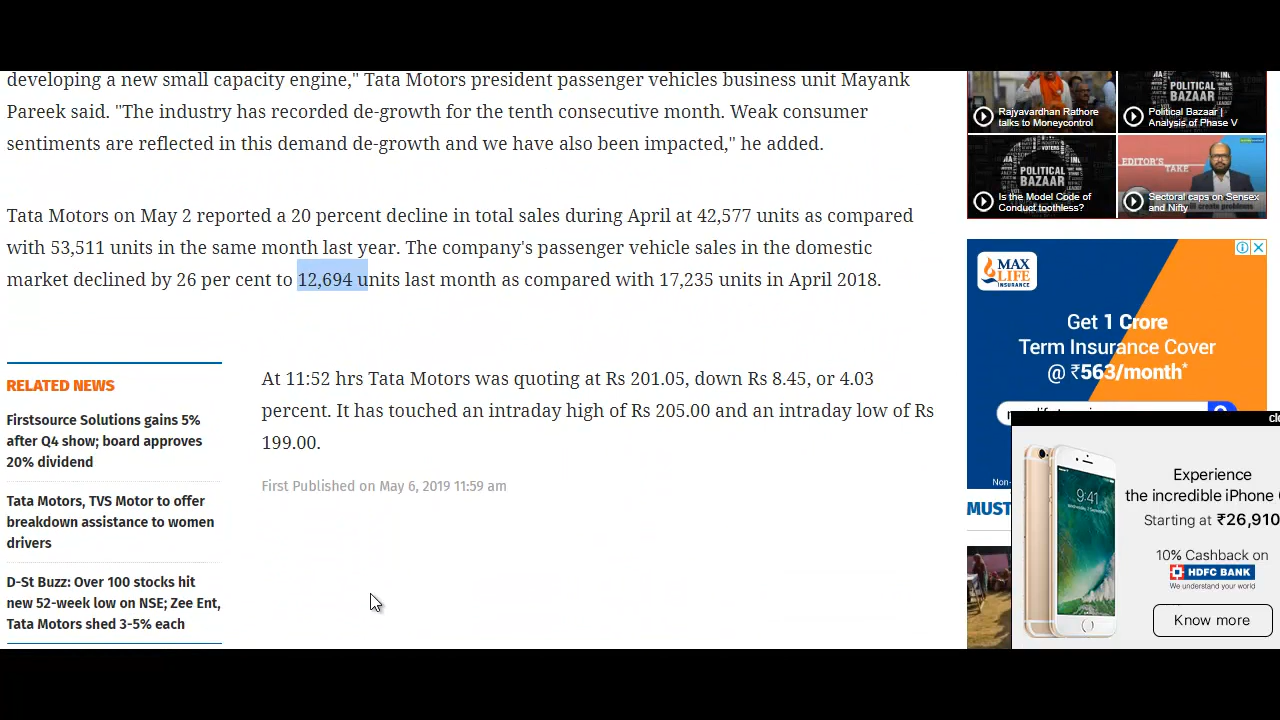 developing a new small capacity engine," Tata Motors president passenger vehicles business unit Mayank
Pareek said. "The industry has recorded de-growth for the tenth consecutive month. Weak consumer
sentiments are reflected in this demand de-growth and we have also been impacted," he added.
Tata Motors on May 2 reported a 20 percent decline in total sales during April at 42,577 units as compared
with 53,511 units in the same month last year. The company's passenger vehicle sales in the domestic
market declined by 26 per cent to 12,694 units last month as compared with 17,235 units in April 2018.
RELATED NEWS
Firstsource Solutions gains 5%
after Q4 show; board approves
20% dividend
Tata Motors, TVS Motor to offer
breakdown assistance to women
drivers
D-St Buzz: Over 100 stocks hit
new 52-week low on NSE; Zee Ent,
Tata Motors shed 3-5% each
At 11:52 hrs Tata Motors was quoting at Rs 201.05, down Rs 8.45, or 4.03
percent. It has touched an intraday high of Rs 205.00 and an intraday low of Rs
199.00.
First Published on May 6, 2019 11:59 am
Rajyavardhan Rathore
talks to Moneycontrol
POLITICAL
BAZAAR
Political Bazaar |
Analysis of Phase V
POLITICAL
BAZAAR
Is the Model Code of
Conduct toothless?
EDITOR'S
TAKE
Sectoral caps on Sensex
and Nifty
MAX
LIFE
INSURANCE
Get 1 Crore
Term Insurance Cover
@ ₹563/month*
Non-
MUST
clo
9:41
Experience
the incredible iPhone
Starting at ₹26,910
10% Cashback on
HDFC BANK
We understand your world
Know more